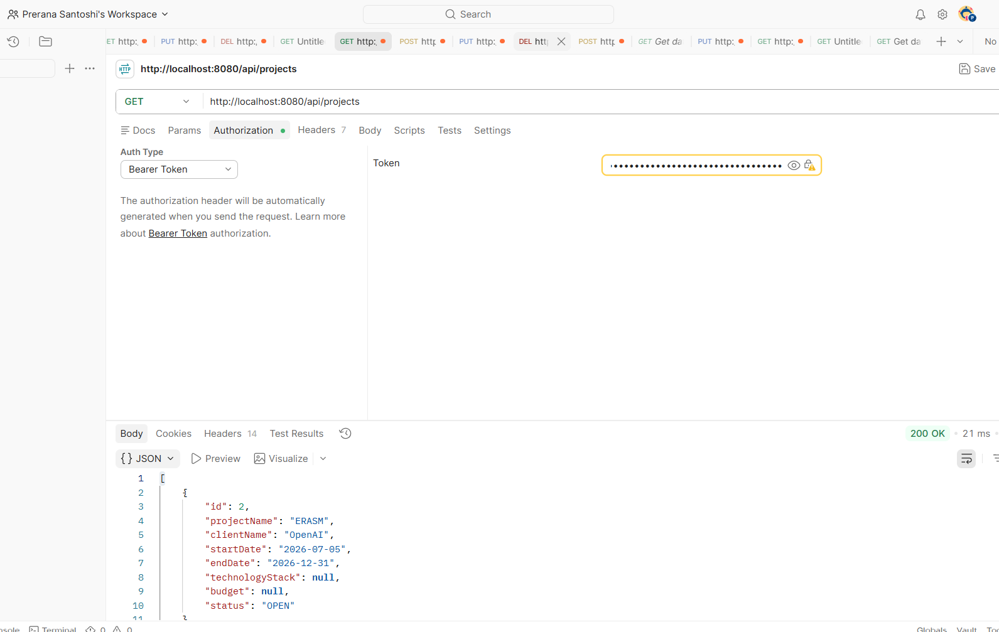 Prerana Santoshi's Workspace
Search
ET http:
PUT http:
DEL http:
GET Untitle
GET http:
POST http
PUT http:
DEL htt
POST http
GET Get da
PUT http:
GET http:
GET Untitle
GET Get da
No
http://localhost:8080/api/projects
Save
GET
http://localhost:8080/api/projects
Docs
Params
Authorization
Headers 7
Body
Scripts
Tests
Settings
Auth Type
Bearer Token
Token
The authorization header will be automatically
generated when you send the request. Learn more
about Bearer Token authorization.
Body
Cookies
Headers 14
Test Results
200 OK
21 ms
{} JSON
Preview
Visualize
1 [
2 {
3 "id": 2,
4 "projectName": "ERASM",
5 "clientName": "OpenAI",
6 "startDate": "2026-07-05",
7 "endDate": "2026-12-31",
8 "technologyStack": null,
9 "budget": null,
10 "status": "OPEN"
11 }
nsole
Terminal
0
0
Globals
Vault
Too